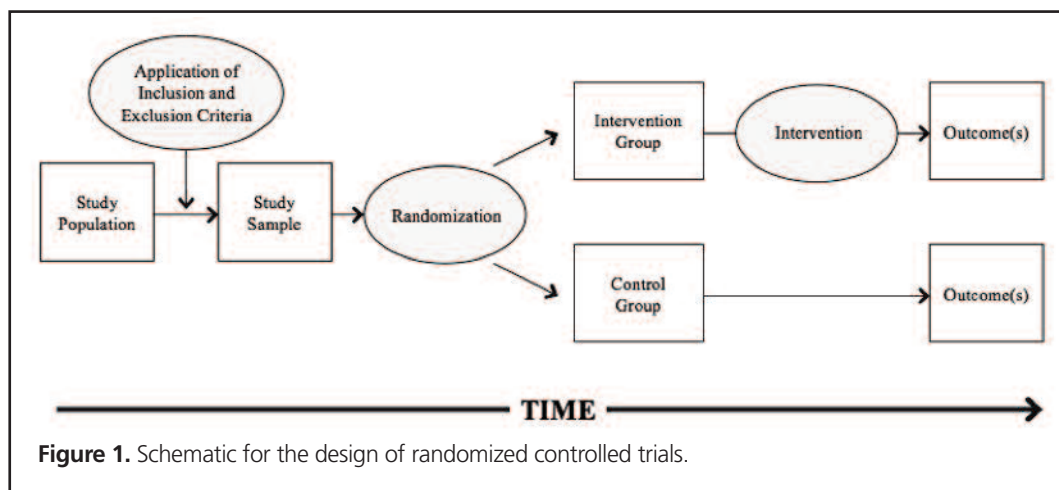 Application of
Inclusion and
Exclusion Criteria
Study
Population
Study
Sample
Randomization
Intervention
Group
Intervention
Outcome(s)
Control
Group
Outcome(s)
TIME
Figure 1. Schematic for the design of randomized controlled trials.